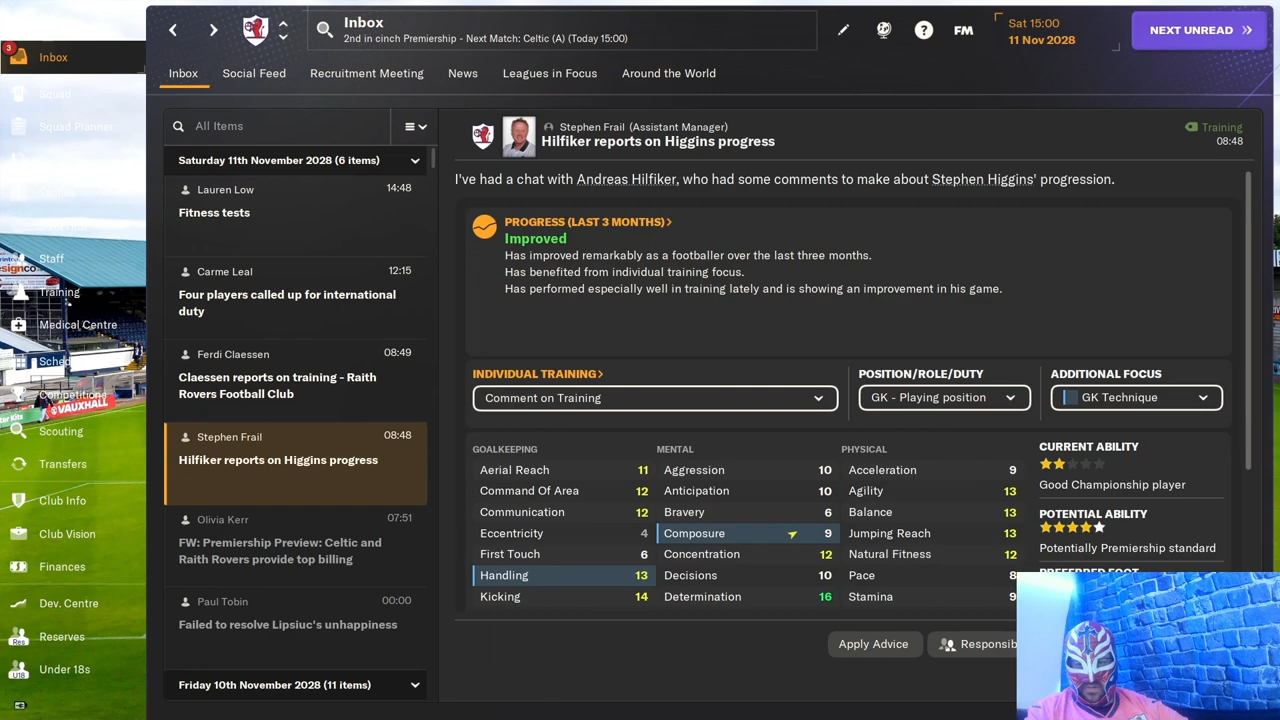 Inbox
2nd in cinch Premiership - Next Match: Celtic (A) (Today 15:00)
?
FM
Sat 15:00
11 Nov 2028
NEXT UNREAD
3
Inbox
Squad
Squad Planner
Staff
Training
Medical Centre
Sched
Competitions
Scouting
Transfers
Club Info
Club Vision
Finances
Dev. Centre
Reserves
Under 18s
Res
U18
VAUXHALL
Inbox
Social Feed
Recruitment Meeting
News
Leagues in Focus
Around the World
All Items
Saturday 11th November 2028 (6 items)
Lauren Low 14:48
Fitness tests
Carme Leal 12:15
Four players called up for international
duty
Ferdi Claessen 08:49
Claessen reports on training - Raith
Rovers Football Club
Stephen Frail 08:48
Hilfiker reports on Higgins progress
Olivia Kerr 07:51
FW: Premiership Preview: Celtic and
Raith Rovers provide top billing
Paul Tobin 00:00
Failed to resolve Lipsiuc's unhappiness
Friday 10th November 2028 (11 items)
Stephen Frail (Assistant Manager)
Hilfiker reports on Higgins progress
Training
08:48
I've had a chat with Andreas Hilfiker, who had some comments to make about Stephen Higgins' progression.
PROGRESS (LAST 3 MONTHS)
Improved
Has improved remarkably as a footballer over the last three months.
Has benefited from individual training focus.
Has performed especially well in training lately and is showing an improvement in his game.
INDIVIDUAL TRAINING
Comment on Training
POSITION/ROLE/DUTY
GK - Playing position
ADDITIONAL FOCUS
GK Technique
GOALKEEPING
Aerial Reach 11
Command Of Area 12
Communication 12
Eccentricity 4
First Touch 6
Handling 13
Kicking 14
MENTAL
Aggression 10
Anticipation 10
Bravery 6
Composure 9
Concentration 12
Decisions 10
Determination 16
PHYSICAL
Acceleration 9
Agility 13
Balance 13
Jumping Reach 13
Natural Fitness 12
Pace 8
Stamina 9
CURRENT ABILITY
Good Championship player
POTENTIAL ABILITY
Potentially Premiership standard
PREFERRED FOOT
Apply Advice
Responsib